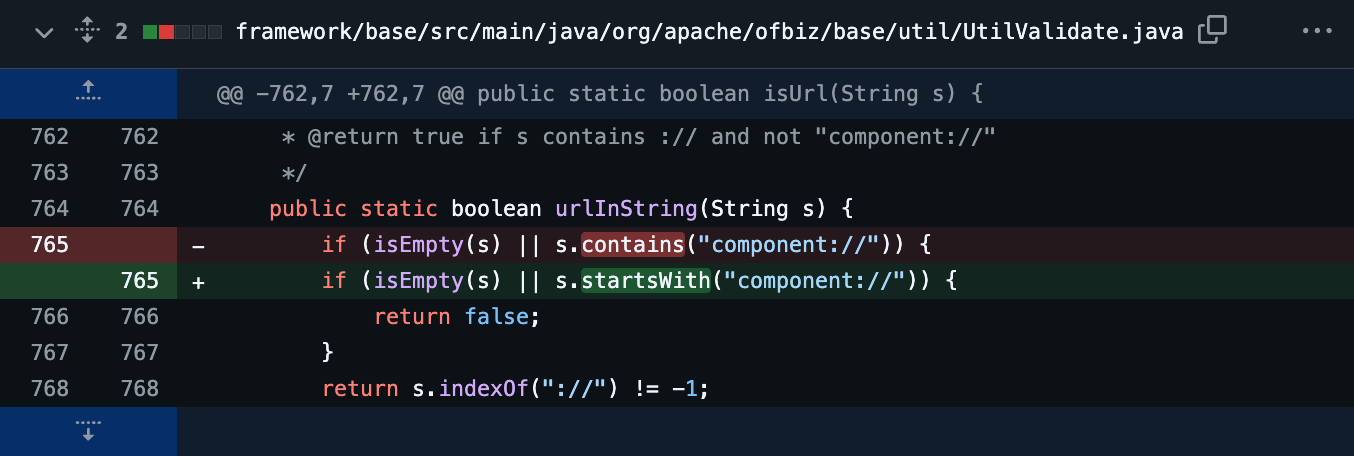 2 framework/base/src/main/java/org/apache/ofbiz/base/util/UtilValidate.java
@@ -762,7 +762,7 @@ public static boolean isUrl(String s) {
762 762 * @return true if s contains :// and not "component://"
763 763 */
764 764 public static boolean urlInString(String s) {
765 - if (isEmpty(s) || s.contains("component://")) {
765 + if (isEmpty(s) || s.startsWith("component://")) {
766 766 return false;
767 767 }
768 768 return s.indexOf("://") != -1;